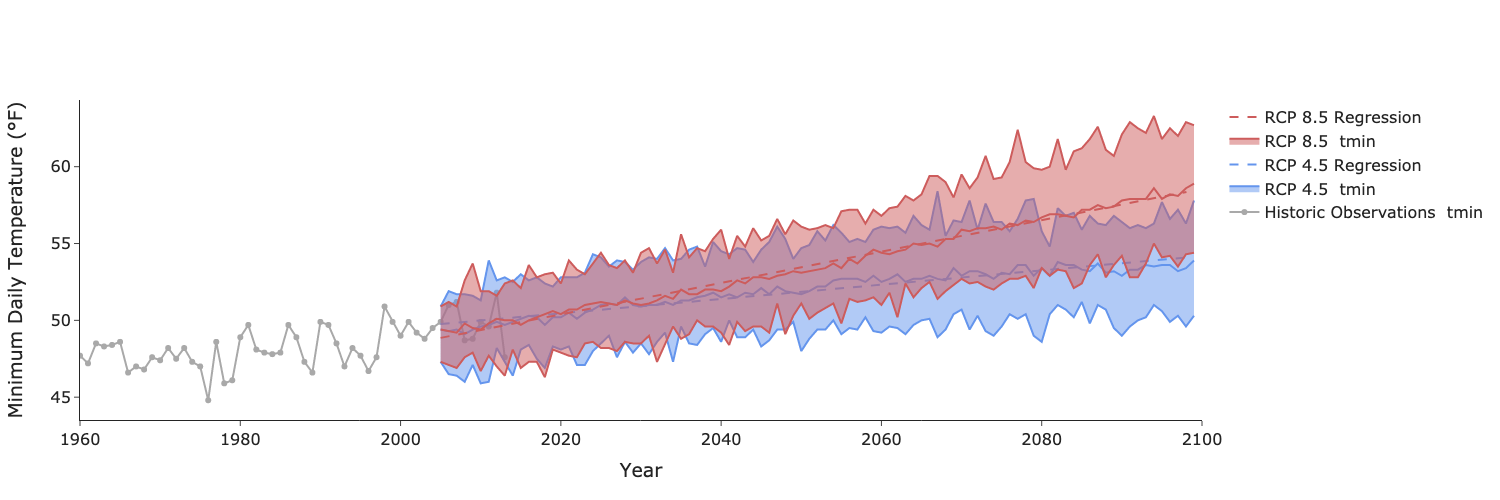 Minimum Daily Temperature (°F)
60
55
50
45
1960 1980 2000 2020 2040 2060 2080 2100
Year
RCP 8.5 Regression
RCP 8.5 tmin
RCP 4.5 Regression
RCP 4.5 tmin
Historic Observations tmin